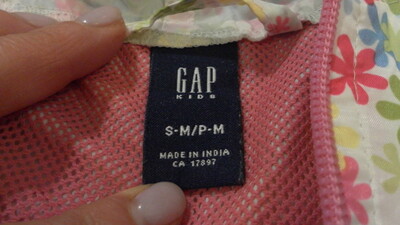 GAP
KIDS
S-M/P-M
MADE IN INDIA
CA 17897